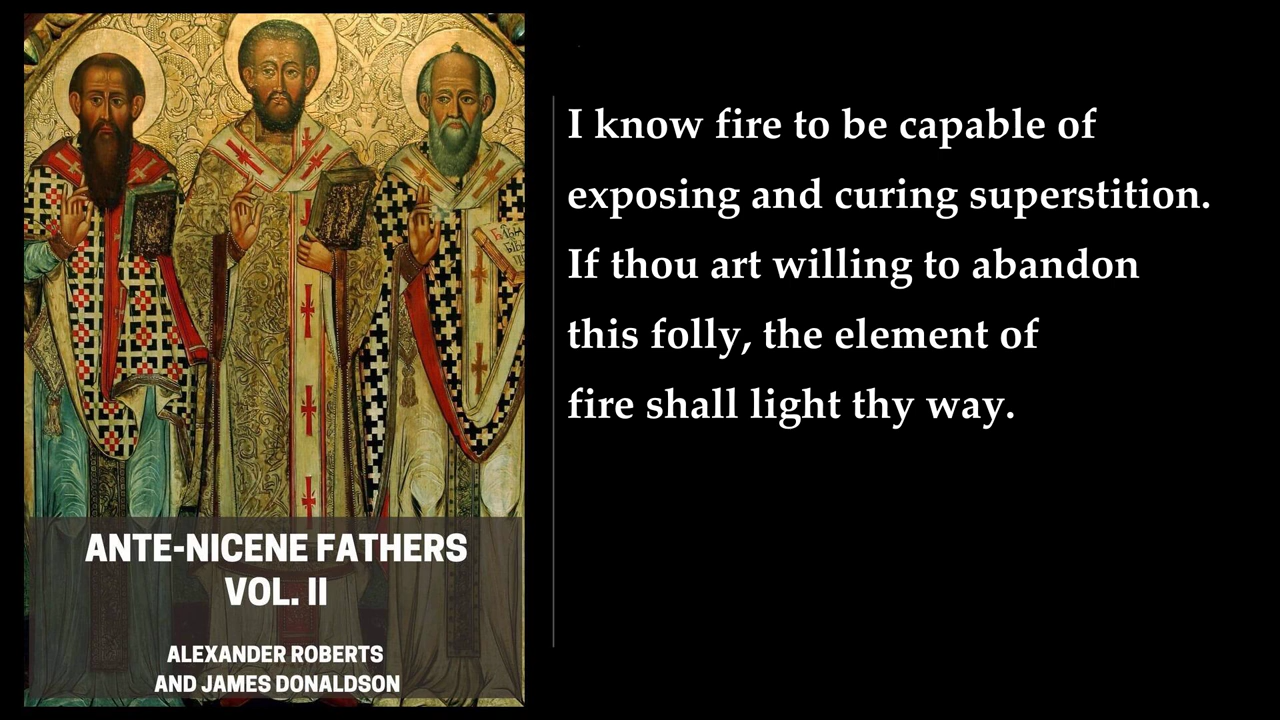 I know fire to be capable of
exposing and curing superstition.
If thou art willing to abandon
this folly, the element of
fire shall light thy way.
ANTE-NICENE FATHERS
VOL. II
ALEXANDER ROBERTS
AND JAMES DONALDSON